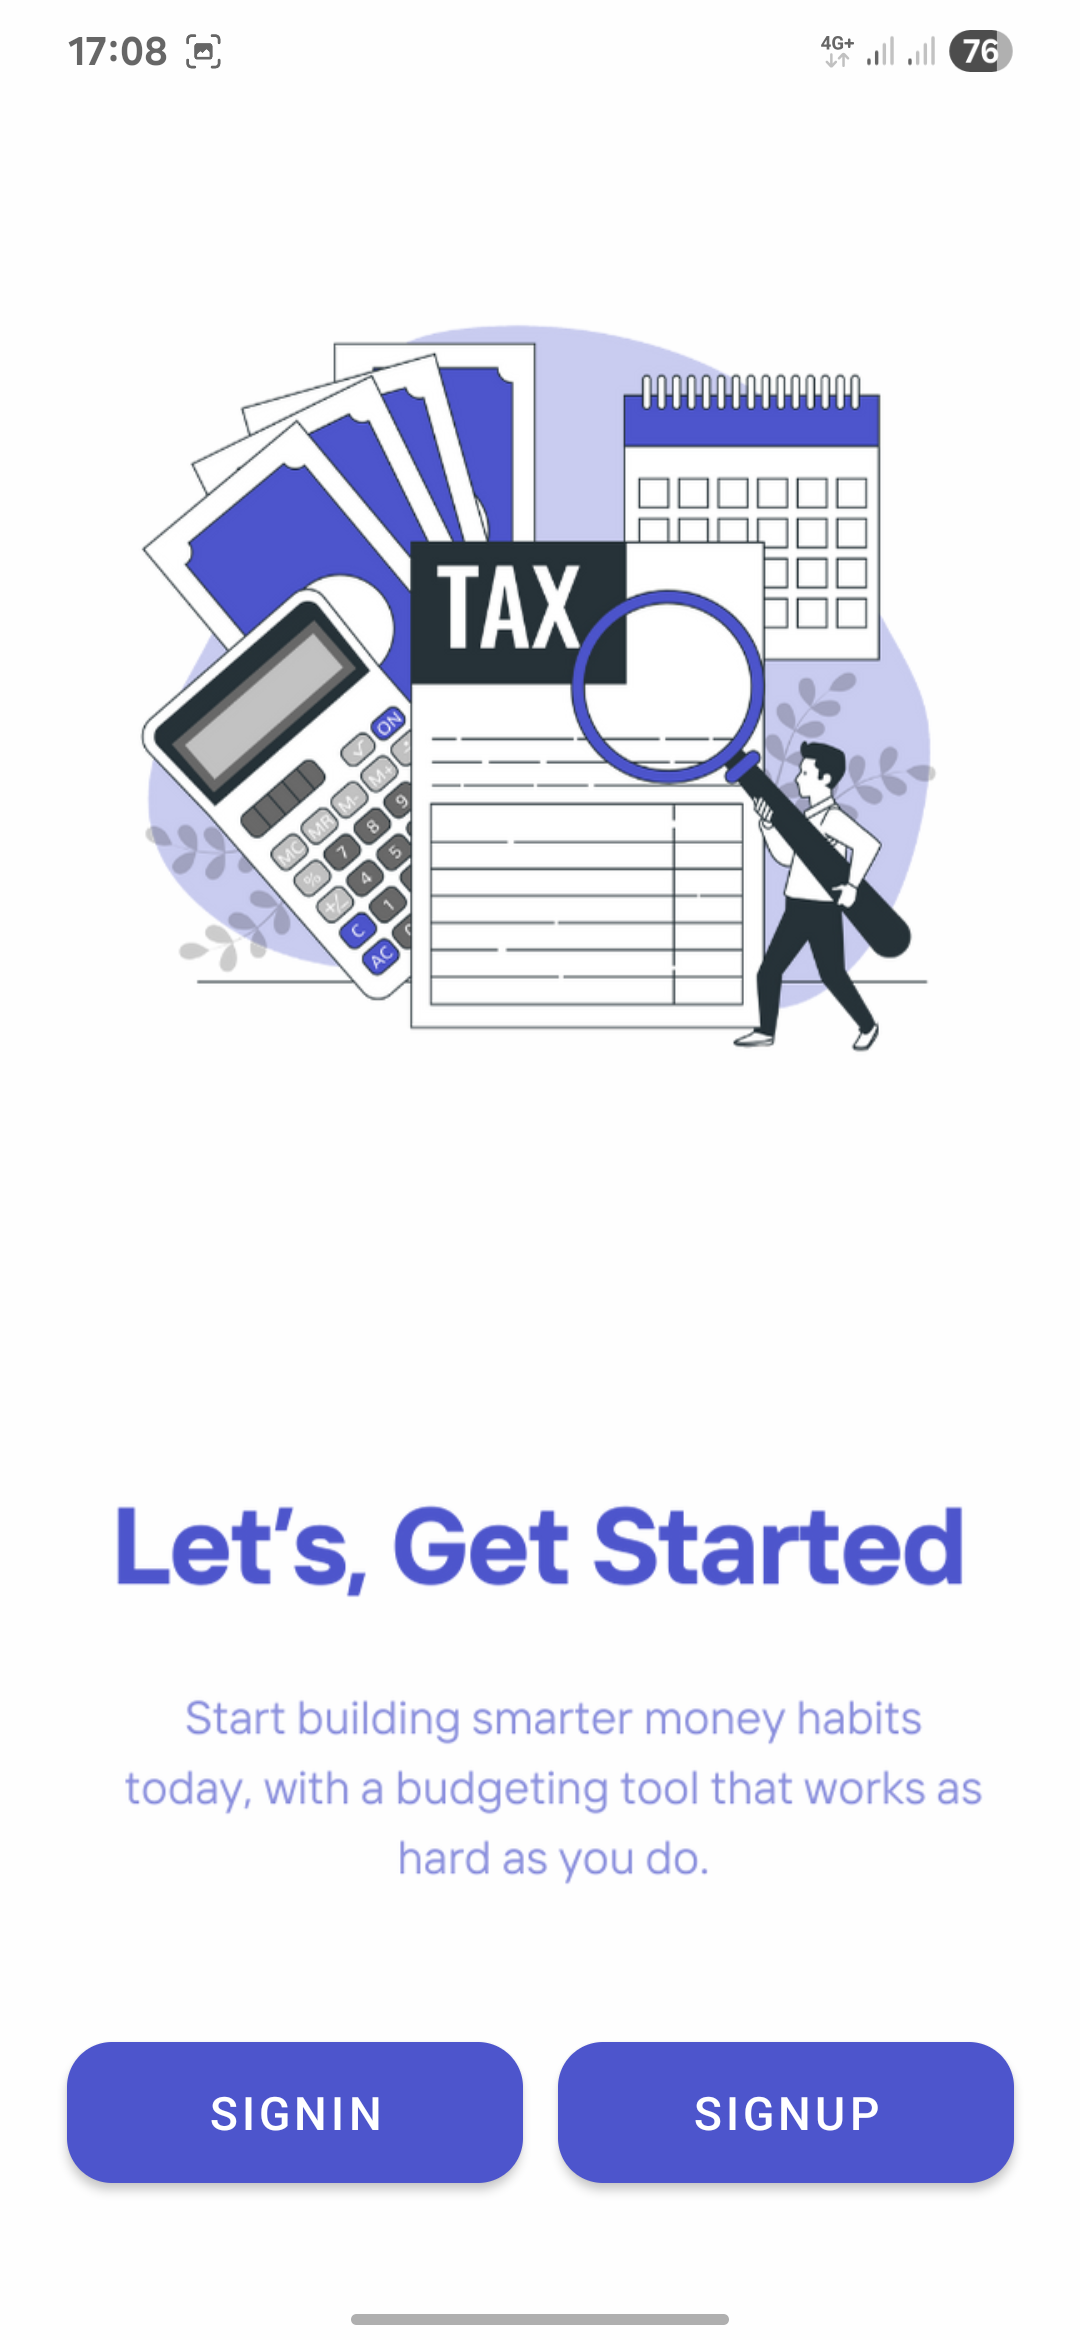 17:08
4G+
76
TAX
ON
√
M+
M-
9
MR
8
MC
7
5
%
4
+/-
1
C
AC
Let's, Get Started
Start building smarter money habits
today, with a budgeting tool that works as
hard as you do.
SIGNIN
SIGNUP